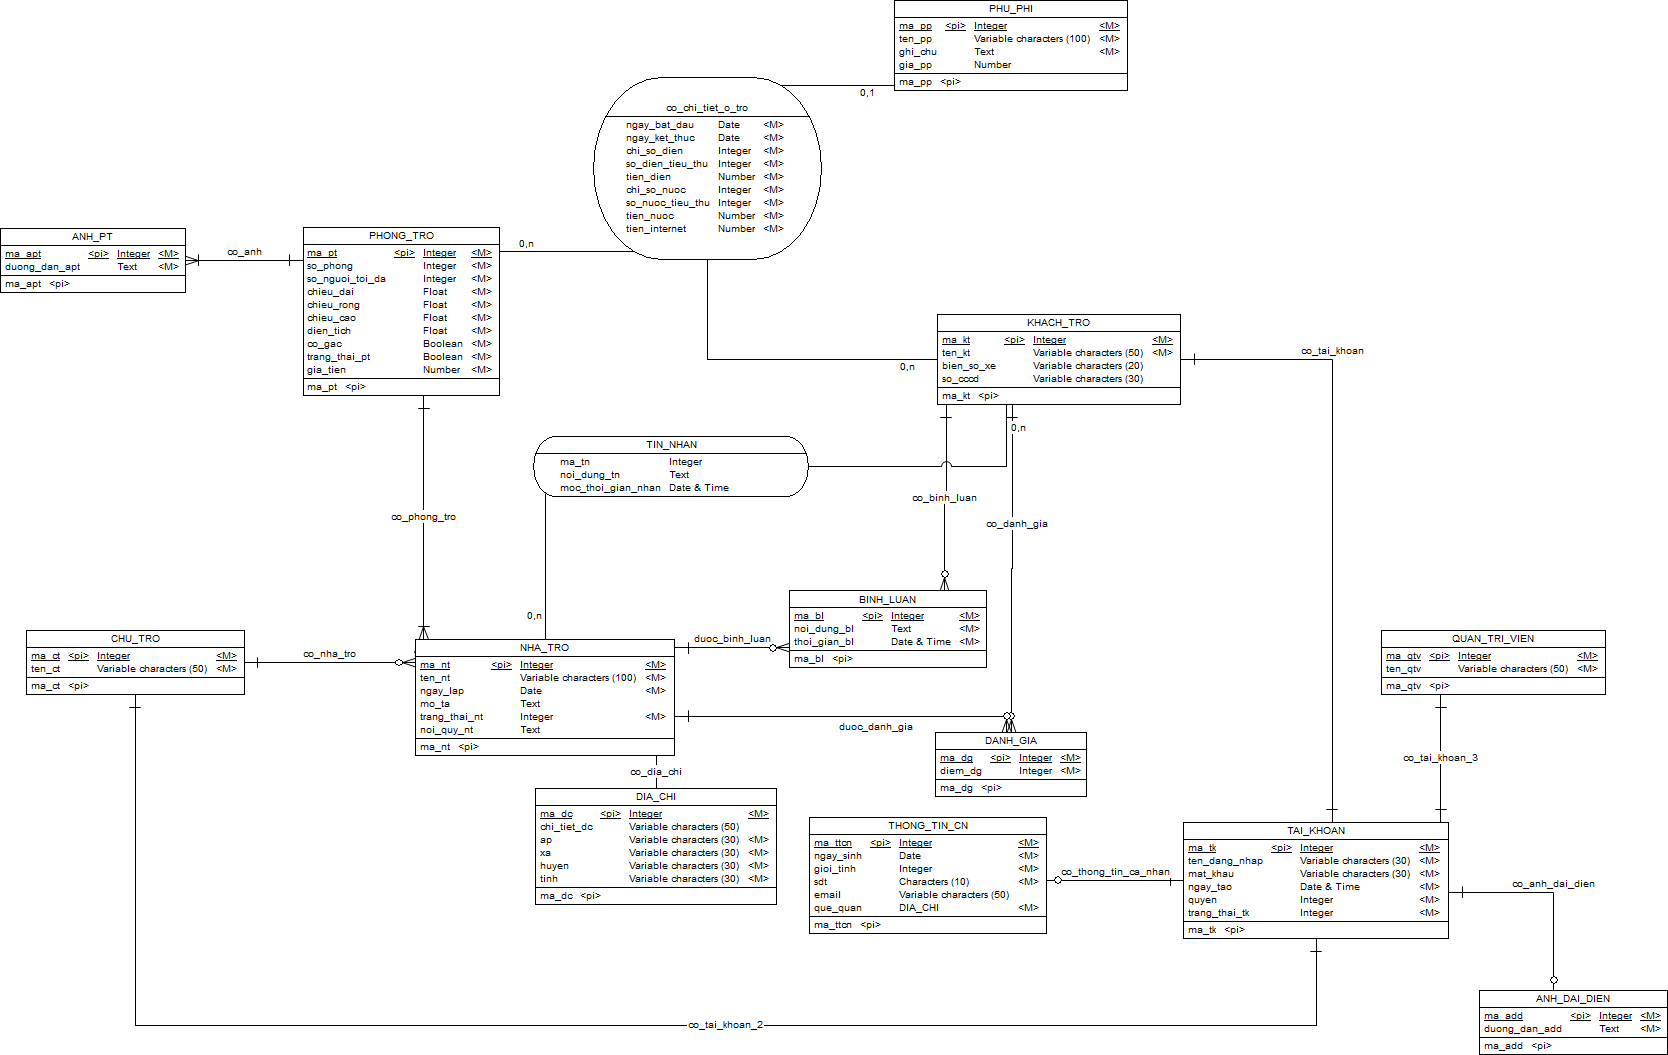 PHU_PHI
ma_pp <pi> Integer <M>
ten_pp Variable characters (100) <M>
ghi_chu Text <M>
gia_pp Number
ma_pp <pi>
0,1
co_chi_tiet_o_tro
ngay_bat_dau Date <M>
ngay_ket_thuc Date <M>
chi_so_dien Integer <M>
so_dien_tieu_thu Integer <M>
tien_dien Number <M>
chi_so_nuoc Integer <M>
so_nuoc_tieu_thu Integer <M>
tien_nuoc Number <M>
tien_internet Number <M>
0,n
0,n
ANH_PT
ma_apt <pi> Integer <M>
duong_dan_apt Text <M>
ma_apt <pi>
co_anh
PHONG_TRO
ma_pt <pi> Integer <M>
so_phong Integer <M>
so_nguoi_toi_da Integer <M>
chieu_dai Float <M>
chieu_rong Float <M>
chieu_cao Float <M>
dien_tich Float <M>
co_gac Boolean <M>
trang_thai_pt Boolean <M>
gia_tien Number <M>
ma_pt <pi>
KHACH_TRO
ma_kt <pi> Integer <M>
ten_kt Variable characters (50) <M>
bien_so_xe Variable characters (20)
so_cccd Variable characters (30)
ma_kt <pi>
co_tai_khoan
0,n
TIN_NHAN
ma_tn Integer
noi_dung_tn Text
moc_thoi_gian_nhan Date & Time
co_binh_luan
co_phong_tro
co_danh_gia
0,n
BINH_LUAN
ma_bl <pi> Integer <M>
noi_dung_bl Text <M>
thoi_gian_bl Date & Time <M>
ma_bl <pi>
duoc_binh_luan
CHU_TRO
ma_ct <pi> Integer <M>
ten_ct Variable characters (50) <M>
ma_ct <pi>
co_nha_tro
NHA_TRO
ma_nt <pi> Integer <M>
ten_nt Variable characters (100) <M>
ngay_lap Date <M>
mo_ta Text
trang_thai_nt Integer <M>
noi_quy_nt Text
ma_nt <pi>
duoc_danh_gia
QUAN_TRI_VIEN
ma_qtv <pi> Integer <M>
ten_qtv Variable characters (50) <M>
ma_qtv <pi>
co_tai_khoan_3
DANH_GIA
ma_dg <pi> Integer <M>
diem_dg Integer <M>
ma_dg <pi>
co_dia_chi
DIA_CHI
ma_dc <pi> Integer <M>
chi_tiet_dc Variable characters (50)
ap Variable characters (30) <M>
xa Variable characters (30) <M>
huyen Variable characters (30) <M>
tinh Variable characters (30) <M>
ma_dc <pi>
THONG_TIN_CN
ma_ttcn <pi> Integer <M>
ngay_sinh Date <M>
gioi_tinh Integer <M>
sdt Characters (10) <M>
email Variable characters (50)
que_quan DIA_CHI <M>
ma_ttcn <pi>
co_thong_tin_ca_nhan
TAI_KHOAN
ma_tk <pi> Integer <M>
ten_dang_nhap Variable characters (30) <M>
mat_khau Variable characters (30) <M>
ngay_tao Date & Time <M>
quyen Integer <M>
trang_thai_tk Integer <M>
ma_tk <pi>
co_anh_dai_dien
ANH_DAI_DIEN
ma_add <pi> Integer <M>
duong_dan_add Text <M>
ma_add <pi>
co_tai_khoan_2